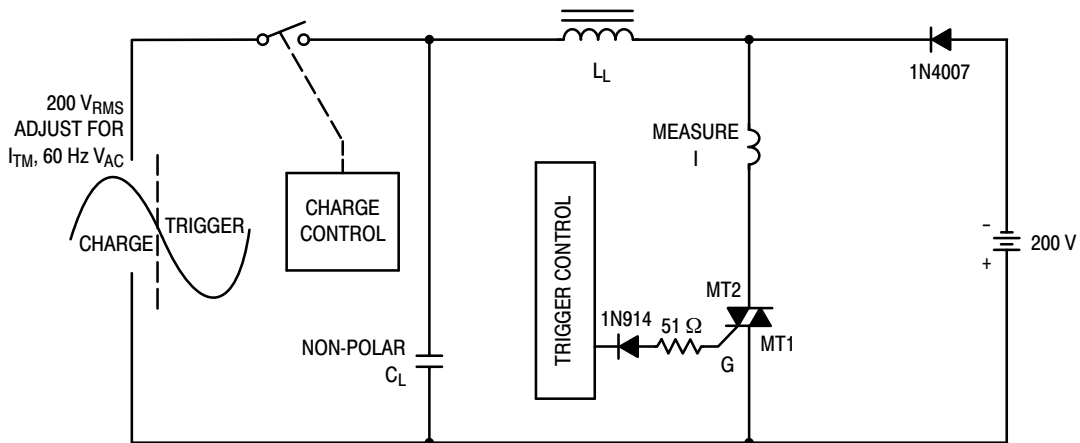 200 VRMS
ADJUST FOR
ITM, 60 Hz VAC
CHARGE
TRIGGER
CHARGE
CONTROL
NON-POLAR
CL
LL
TRIGGER CONTROL
MEASURE
I
1N914
51 Ω
G
MT2
MT1
1N4007
-
+
200 V